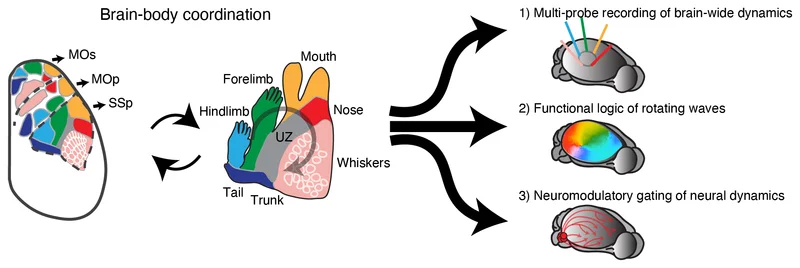 Brain-body coordination
MOs
MOp
SSp
Mouth
Forelimb
Hindlimb
Nose
UZ
Whiskers
Tail
Trunk
1) Multi-probe recording of brain-wide dynamics
2) Functional logic of rotating waves
3) Neuromodulatory gating of neural dynamics